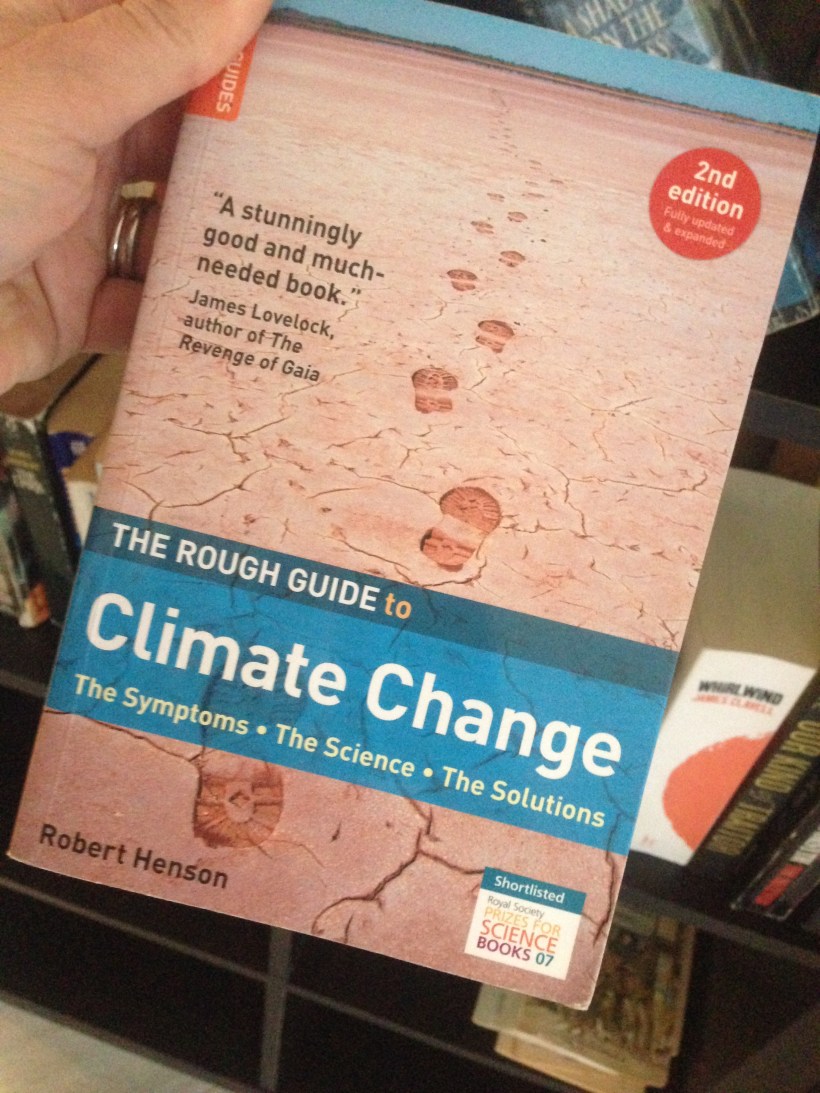 GUIDES
2nd
edition
Fully updated
& expanded
“A stunningly
good and much-
needed book.”
James Lovelock,
author of The
Revenge of Gaia
THE ROUGH GUIDE to
Climate Change
The Symptoms • The Science • The Solutions
Robert Henson
Shortlisted
Royal Society
PRIZES FOR
SCIENCE
BOOKS 07
WHIRLWIND
JAMES CLAVELL